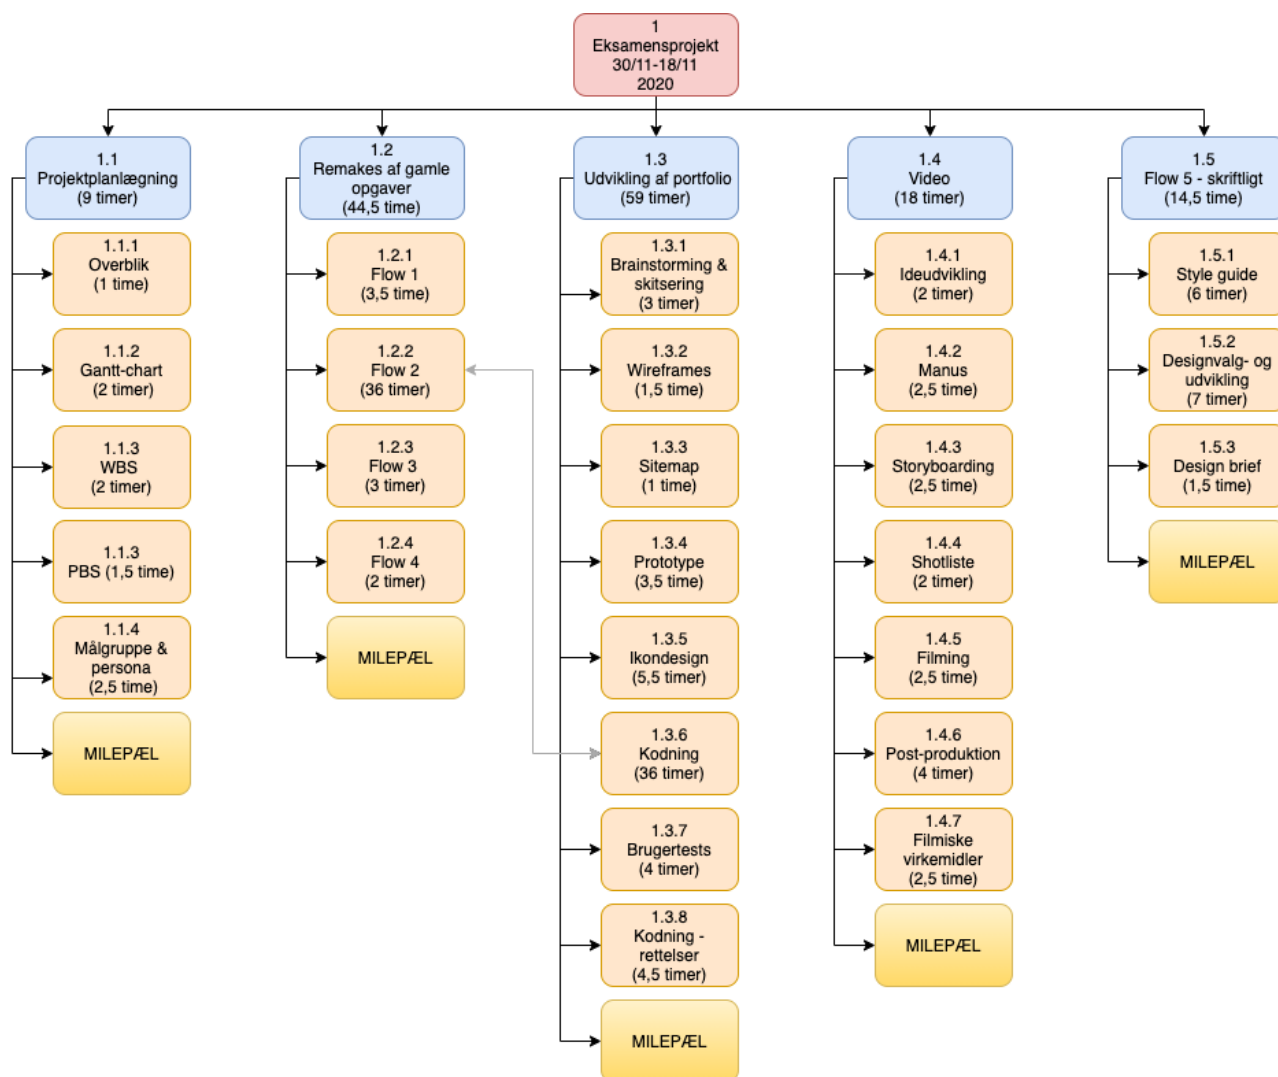 1
Eksamensprojekt
30/11-18/11
2020
1.1
Projektplanlægning
(9 timer)
1.1.1
Overblik
(1 time)
1.1.2
Gantt-chart
(2 timer)
1.1.3
WBS
(2 timer)
1.1.3
PBS (1,5 time)
1.1.4
Målgruppe &
persona
(2,5 time)
MILEPÆL
1.2
Remakes af gamle
opgaver
(44,5 time)
1.2.1
Flow 1
(3,5 time)
1.2.2
Flow 2
(36 timer)
1.2.3
Flow 3
(3 timer)
1.2.4
Flow 4
(2 timer)
MILEPÆL
1.3
Udvikling af portfolio
(59 timer)
1.3.1
Brainstorming &
skitsering
(3 timer)
1.3.2
Wireframes
(1,5 time)
1.3.3
Sitemap
(1 time)
1.3.4
Prototype
(3,5 time)
1.3.5
Ikondesign
(5,5 timer)
1.3.6
Kodning
(36 timer)
1.3.7
Brugertests
(4 timer)
1.3.8
Kodning -
rettelser
(4,5 timer)
MILEPÆL
1.4
Video
(18 timer)
1.4.1
Ideudvikling
(2 timer)
1.4.2
Manus
(2,5 time)
1.4.3
Storyboarding
(2,5 time)
1.4.4
Shotliste
(2 timer)
1.4.5
Filming
(2,5 time)
1.4.6
Post-produktion
(4 timer)
1.4.7
Filmiske
virkemidler
(2,5 time)
MILEPÆL
1.5
Flow 5 - skriftligt
(14,5 time)
1.5.1
Style guide
(6 timer)
1.5.2
Designvalg- og
udvikling
(7 timer)
1.5.3
Design brief
(1,5 time)
MILEPÆL